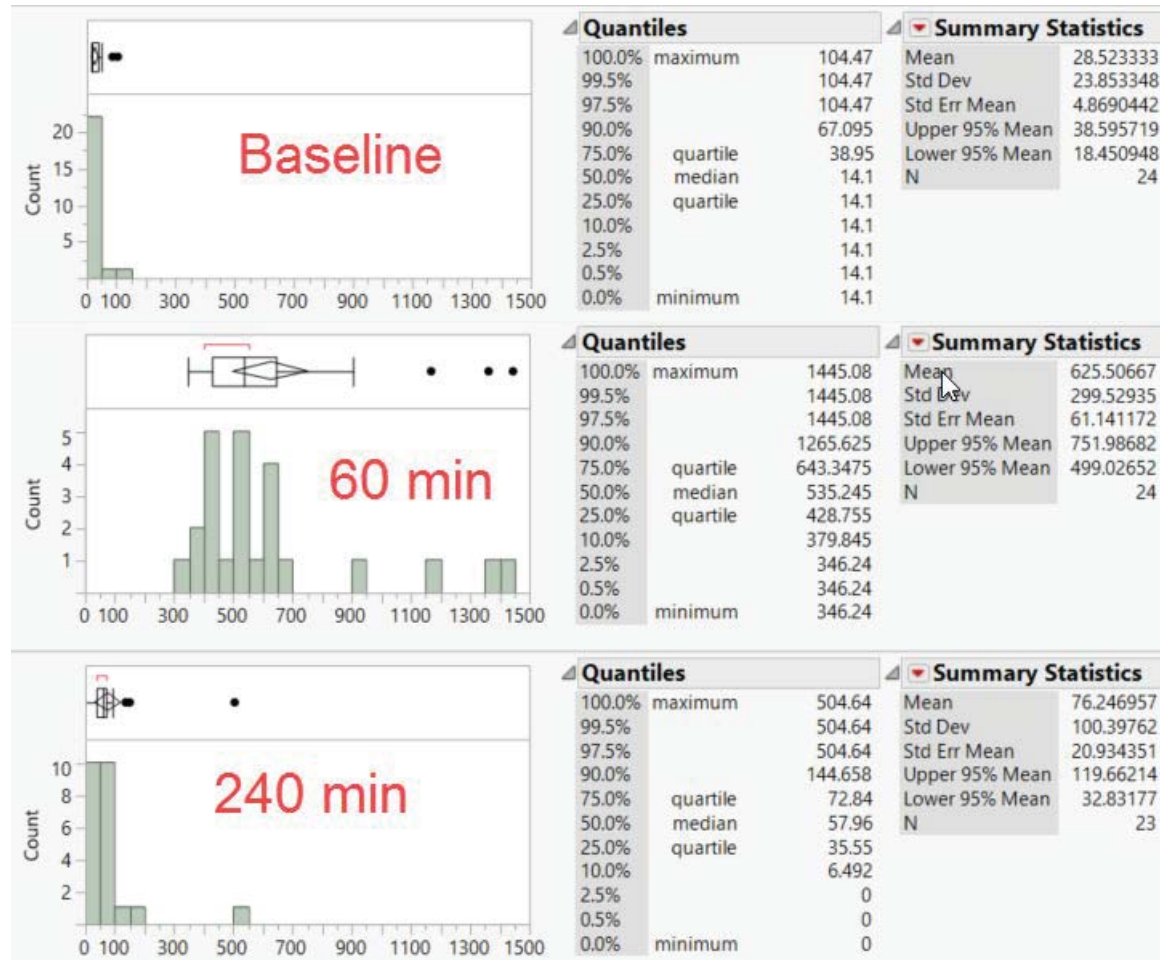 Quantiles
100.0% maximum 104.47
99.5% 104.47
97.5% 104.47
90.0% 67.095
75.0% quartile 38.95
50.0% median 14.1
25.0% quartile 14.1
10.0% 14.1
2.5% 14.1
0.5% 14.1
0.0% minimum 14.1
Summary Statistics
Mean 28.523333
Std Dev 23.853348
Std Err Mean 4.8690442
Upper 95% Mean 38.595719
Lower 95% Mean 18.450948
N 24
Baseline
Count
20
15
10
5
0 100 300 500 700 900 1100 1300 1500
Quantiles
100.0% maximum 1445.08
99.5% 1445.08
97.5% 1445.08
90.0% 1265.625
75.0% quartile 643.3475
50.0% median 535.245
25.0% quartile 428.755
10.0% 379.845
2.5% 346.24
0.5% 346.24
0.0% minimum 346.24
Summary Statistics
Mean 625.50667
Std Dev 299.52935
Std Err Mean 61.141172
Upper 95% Mean 751.98682
Lower 95% Mean 499.02652
N 24
60 min
Count
5
4
3
2
1
0 100 300 500 700 900 1100 1300 1500
Quantiles
100.0% maximum 504.64
99.5% 504.64
97.5% 504.64
90.0% 144.658
75.0% quartile 72.84
50.0% median 57.96
25.0% quartile 35.55
10.0% 6.492
2.5% 0
0.5% 0
0.0% minimum 0
Summary Statistics
Mean 76.246957
Std Dev 100.39762
Std Err Mean 20.934351
Upper 95% Mean 119.66214
Lower 95% Mean 32.83177
N 23
240 min
Count
10
8
6
4
2
0 100 300 500 700 900 1100 1300 1500